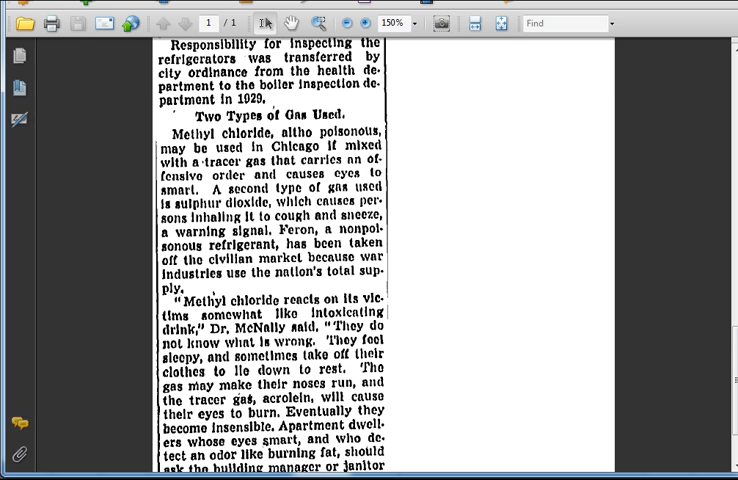 1 / 1
150%
Find
Responsibility for inspecting the
refrigerators was transferred by
city ordinance from the health de-
partment to the boiler inspection de-
partment in 1929.
Two Types of Gas Used.
Methyl chloride, altho poisonous,
may be used in Chicago if mixed
with a tracer gas that carries an of-
fensive order and causes eyes to
smart. A second type of gas used
is sulphur dioxide, which causes per-
sons inhaling it to cough and sneeze,
a warning signal. Feron, a nonpoi-
sonous refrigerant, has been taken
off the civilian market because war
industries use the nation's total sup-
ply.
"Methyl chloride reacts on its vic-
tims somewhat like intoxicating
drink," Dr. McNally said. "They do
not know what is wrong. They feel
sleepy, and sometimes take off their
clothes to lie down to rest. The
gas may make their noses run, and
the tracer gas, acrolein, will cause
their eyes to burn. Eventually they
become insensible. Apartment dwell-
ers whose eyes smart, and who de-
tect an odor like burning fat, should
ask the building manager or janitor